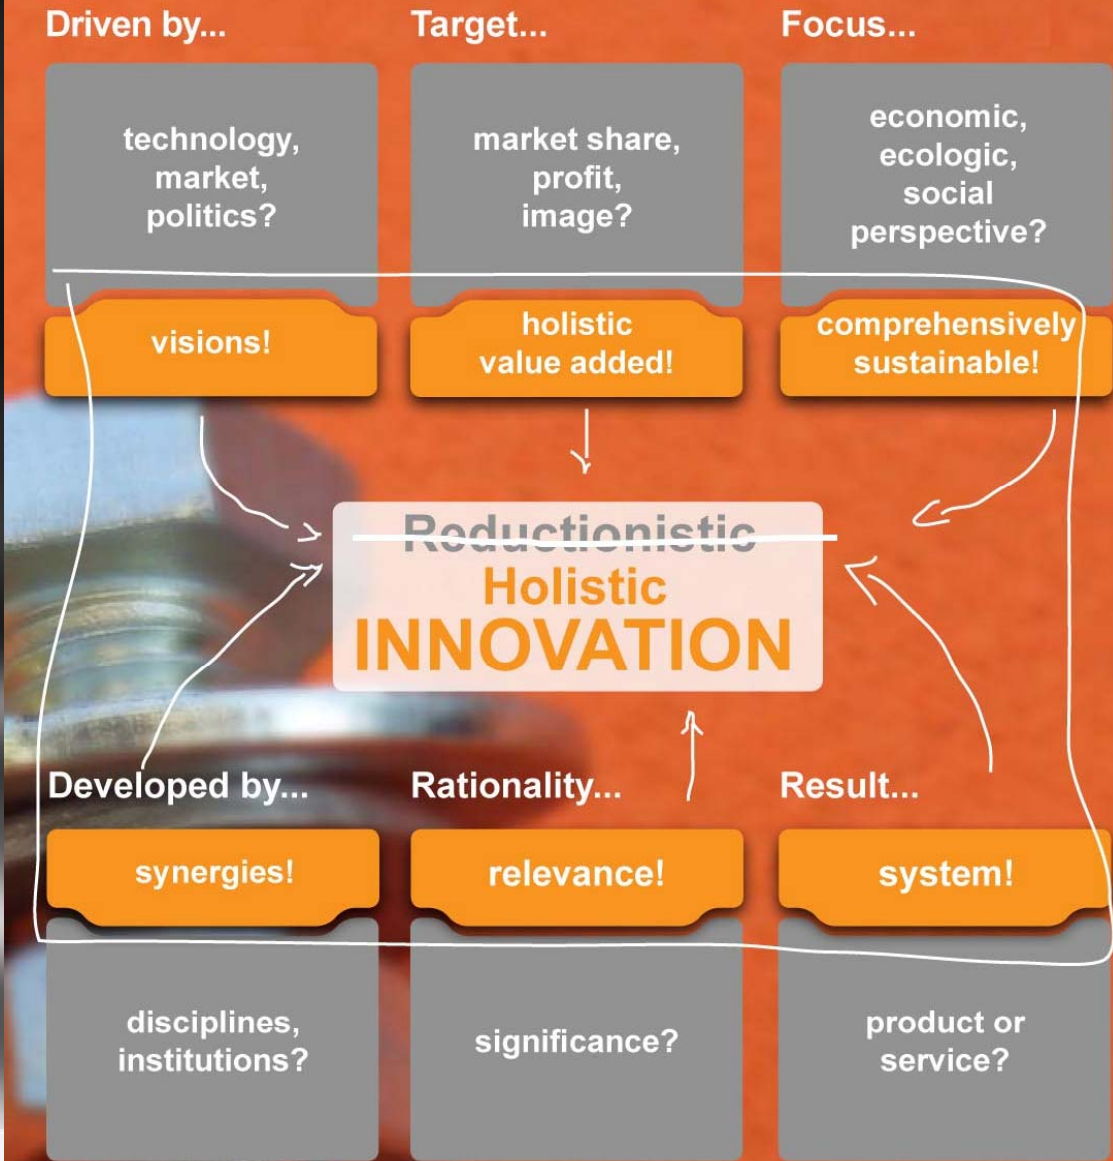 Driven by...
Target...
Focus...
technology,
market,
politics?
market share,
profit,
image?
economic,
ecologic,
social
perspective?
visions!
holistic
value added!
comprehensively
sustainable!
Reductionistic
Holistic
INNOVATION
Developed by...
Rationality...
Result...
synergies!
relevance!
system!
disciplines,
institutions?
significance?
product or
service?